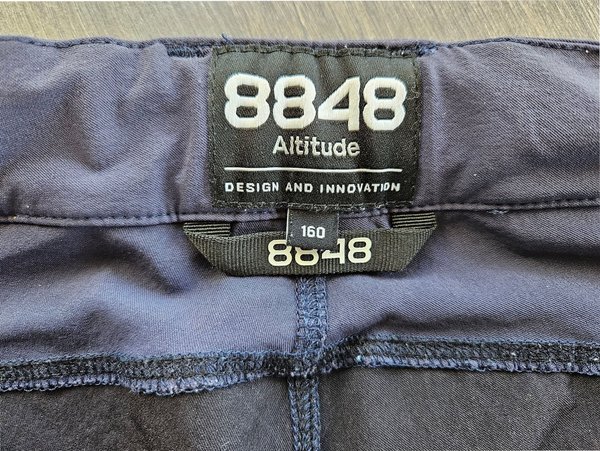 8848
Altitude
DESIGN AND INNOVATION
160
8848